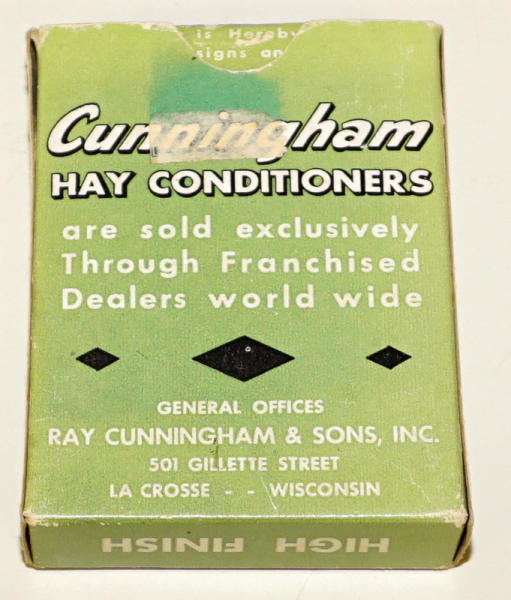 is Hereby
signs an
Cunningham
HAY CONDITIONERS
are sold exclusively
Through Franchised
Dealers world wide
GENERAL OFFICES
RAY CUNNINGHAM & SONS, INC.
501 GILLETTE STREET
LA CROSSE - - WISCONSIN
HIGH FINISH